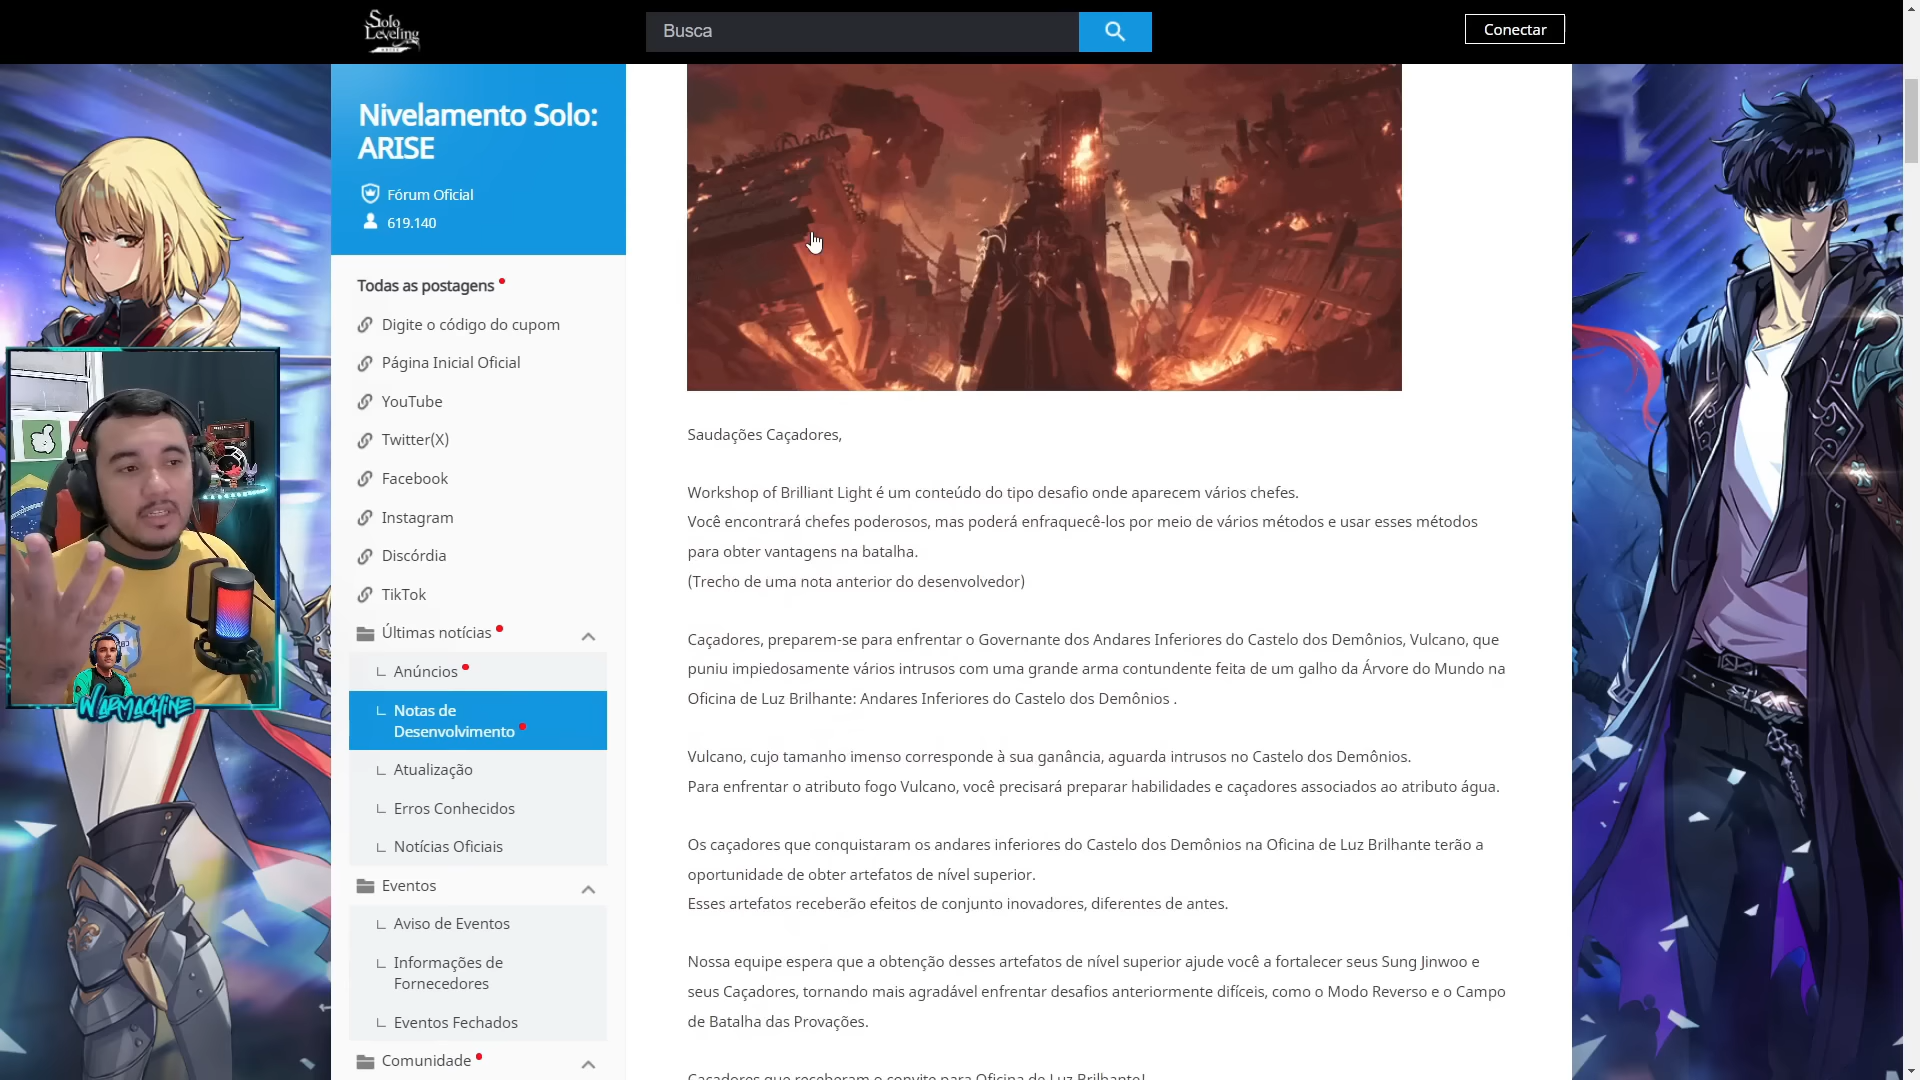 Solo
Leveling
Busca
Conectar
Nivelamento Solo:
ARISE
Fórum Oficial
619.140
Todas as postagens
Digite o código do cupom
Página Inicial Oficial
YouTube
Twitter(X)
Facebook
Instagram
Discórdia
TikTok
Últimas notícias
Anúncios
Notas de
Desenvolvimento
Atualização
Erros Conhecidos
Notícias Oficiais
Eventos
Aviso de Eventos
Informações de
Fornecedores
Eventos Fechados
Comunidade
WARMACHINE
Saudações Caçadores,
Workshop of Brilliant Light é um conteúdo do tipo desafio onde aparecem vários chefes.
Você encontrará chefes poderosos, mas poderá enfraquecê-los por meio de vários métodos e usar esses métodos
para obter vantagens na batalha.
(Trecho de uma nota anterior do desenvolvedor)
Caçadores, preparem-se para enfrentar o Governante dos Andares Inferiores do Castelo dos Demônios, Vulcano, que
puniu impiedosamente vários intrusos com uma grande arma contundente feita de um galho da Árvore do Mundo na
Oficina de Luz Brilhante: Andares Inferiores do Castelo dos Demônios .
Vulcano, cujo tamanho imenso corresponde à sua ganância, aguarda intrusos no Castelo dos Demônios.
Para enfrentar o atributo fogo Vulcano, você precisará preparar habilidades e caçadores associados ao atributo água.
Os caçadores que conquistaram os andares inferiores do Castelo dos Demônios na Oficina de Luz Brilhante terão a
oportunidade de obter artefatos de nível superior.
Esses artefatos receberão efeitos de conjunto inovadores, diferentes de antes.
Nossa equipe espera que a obtenção desses artefatos de nível superior ajude você a fortalecer seus Sung Jinwoo e
seus Caçadores, tornando mais agradável enfrentar desafios anteriormente difíceis, como o Modo Reverso e o Campo
de Batalha das Provações.
Caçadores que receberam o convite para Oficina de Luz Brilhante!